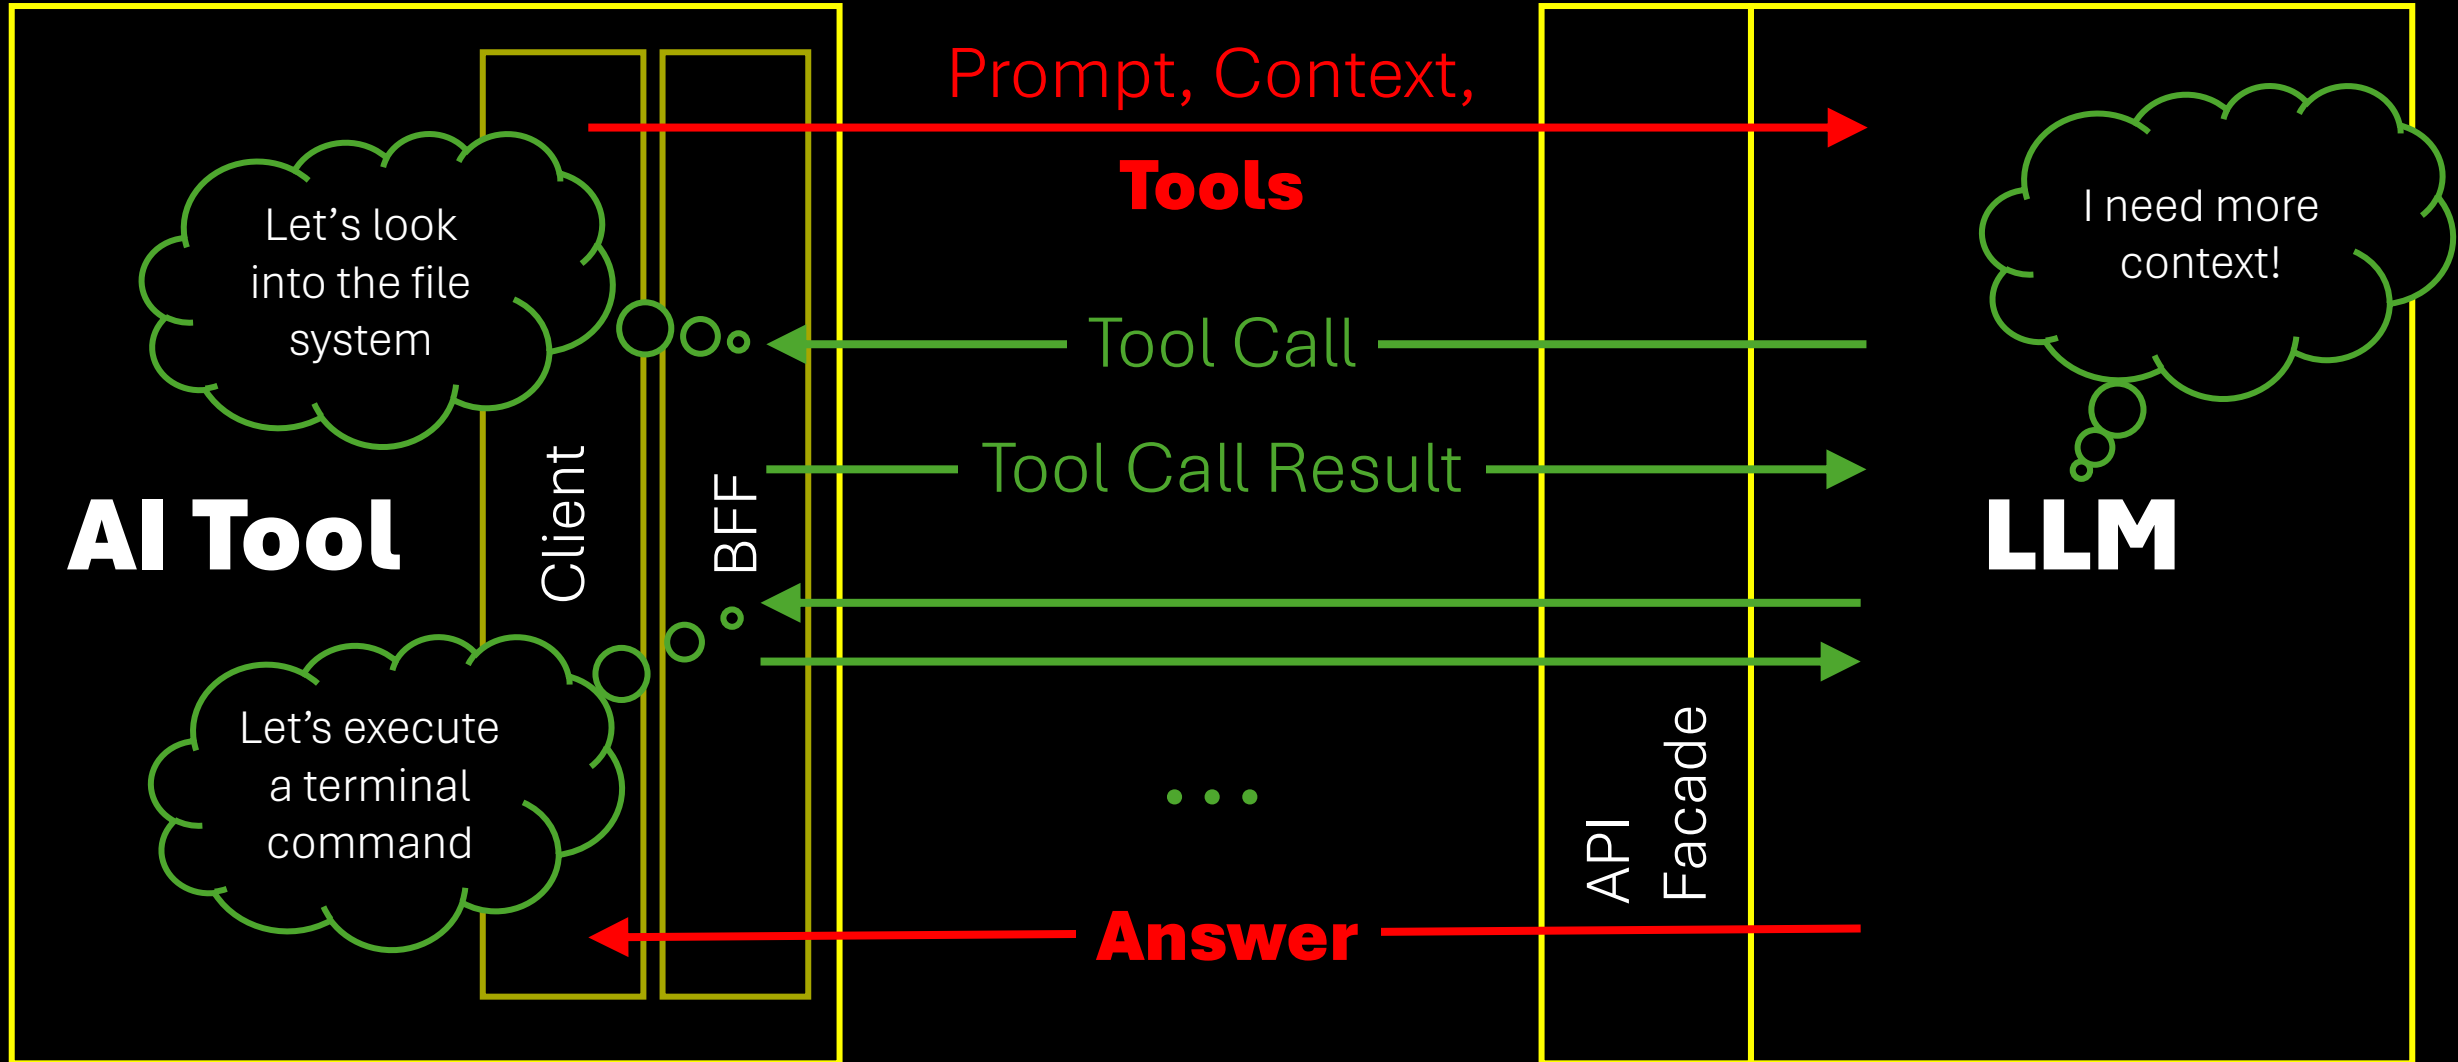 Prompt, Context,
Tools
Let’s look
into the file
system
I need more
context!
Tool Call
Tool Call Result
AI Tool
Client
BFF
LLM
Let’s execute
a terminal
command
...
API
Facade
Answer